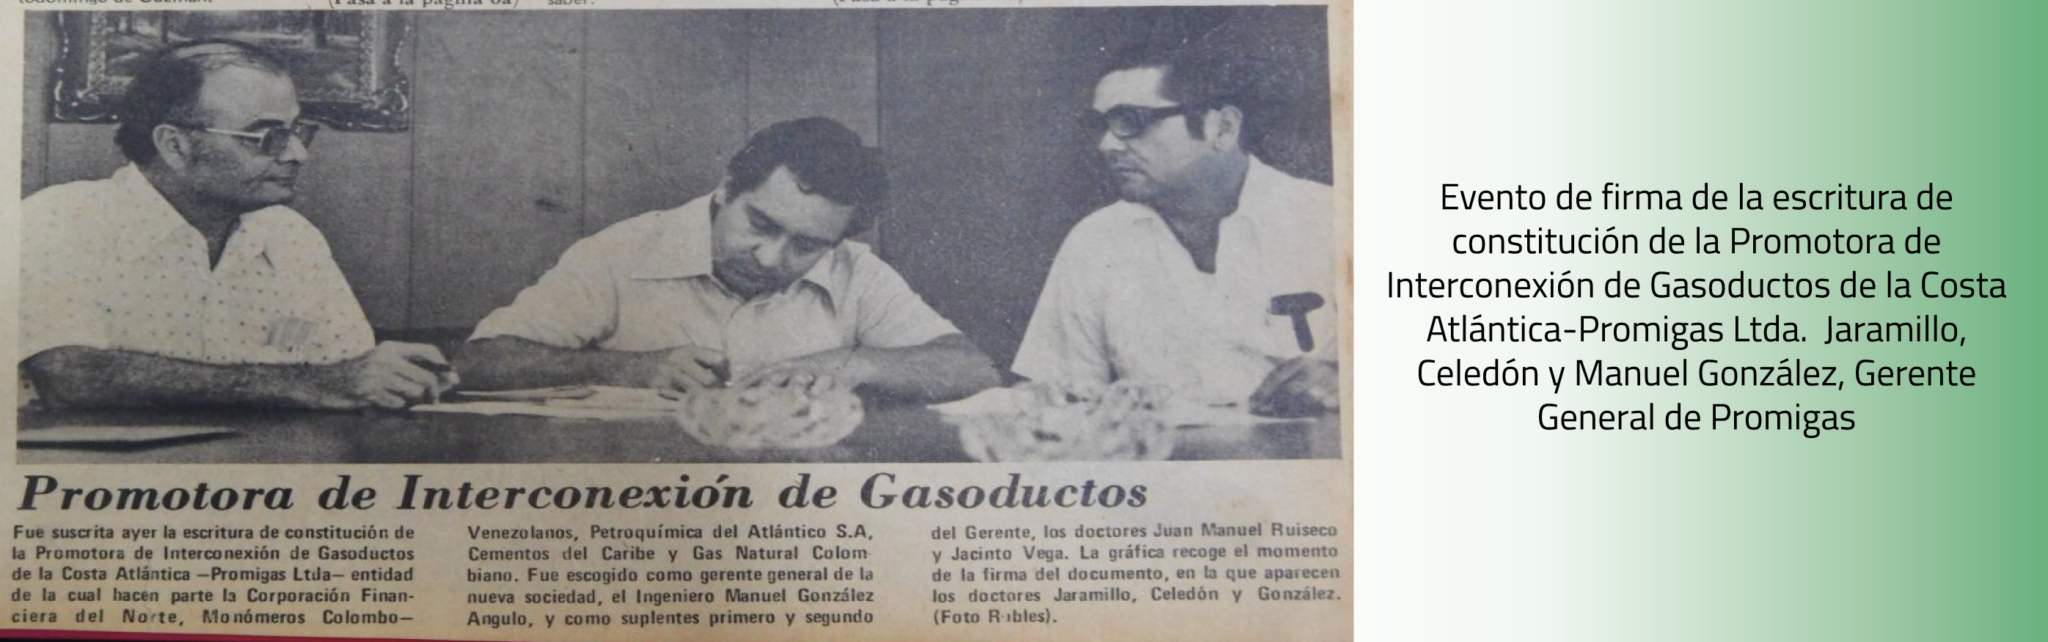 (Pasa a la página 6a)
saber.
Promotora de Interconexión de Gasoductos
Fue suscrita ayer la escritura de constitución de
la Promotora de Interconexión de Gasoductos
de la Costa Atlántica —Promigas Ltda— entidad
de la cual hacen parte la Corporación Finan-
ciera del Norte, Monómeros Colombo—
Venezolanos, Petroquímica del Atlántico S.A,
Cementos del Caribe y Gas Natural Colom
biano. Fue escogido como gerente general de la
nueva sociedad, el Ingeniero Manuel González
Angulo, y como suplentes primero y segundo
del Gerente, los doctores Juan Manuel Ruiseco
y Jacinto Vega. La gráfica recoge el momento
de la firma del documento, en la que aparecen
los doctores Jaramillo, Celedón y González.
(Foto Robles).
Evento de firma de la escritura de
constitución de la Promotora de
Interconexión de Gasoductos de la Costa
Atlántica-Promigas Ltda. Jaramillo,
Celedón y Manuel González, Gerente
General de Promigas